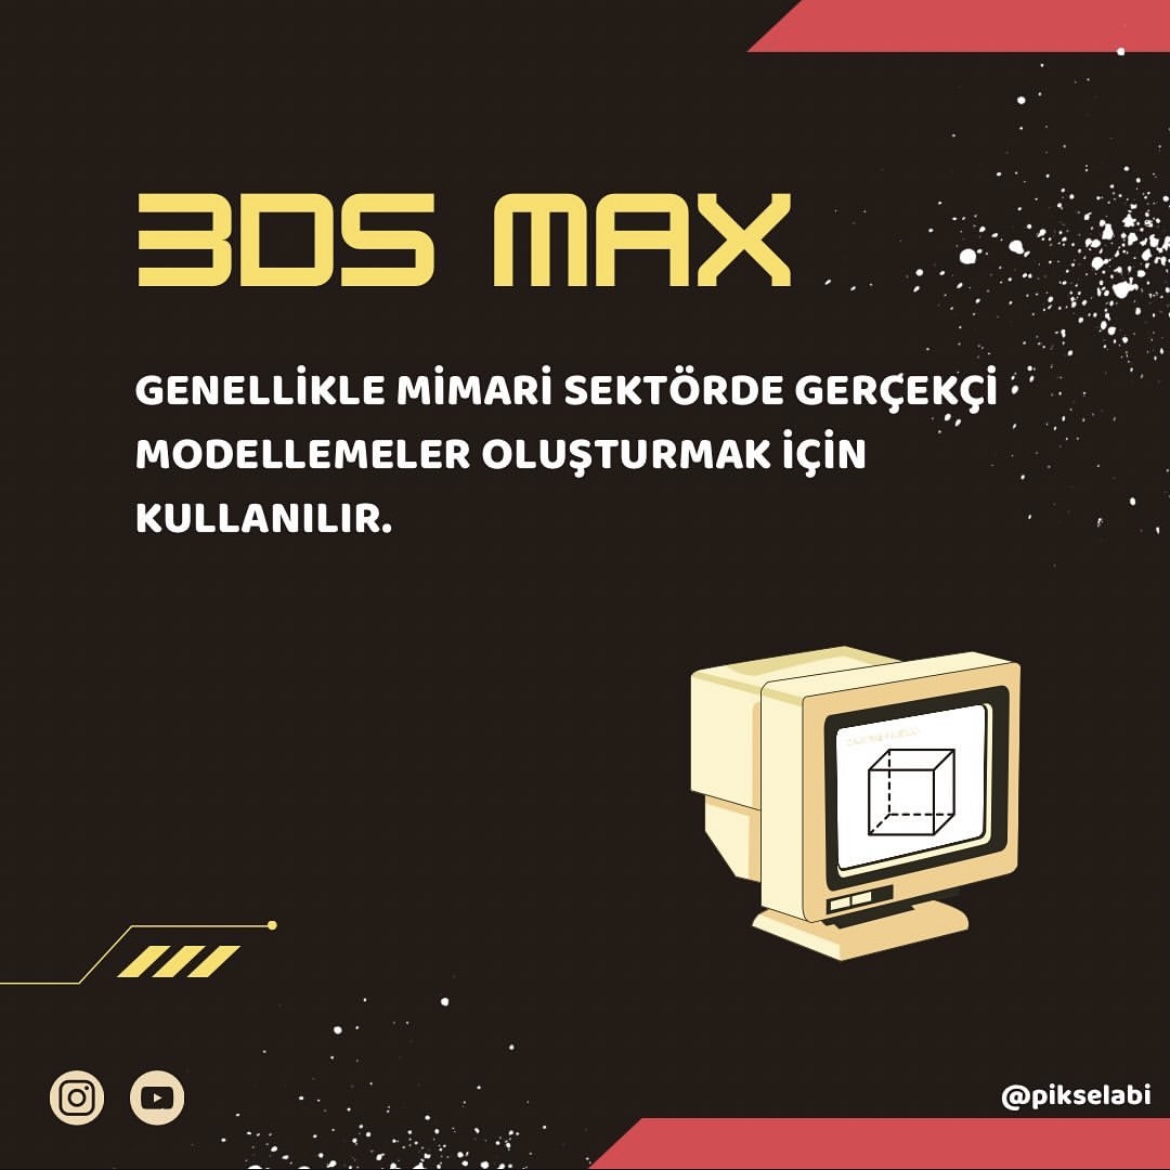 3DS MAX
GENELLİKLE MİMARİ SEKTÖRDE GERÇEKÇİ
MODELLEMELER OLUŞTURMAK İÇİN
KULLANILIR.
@pikselabi